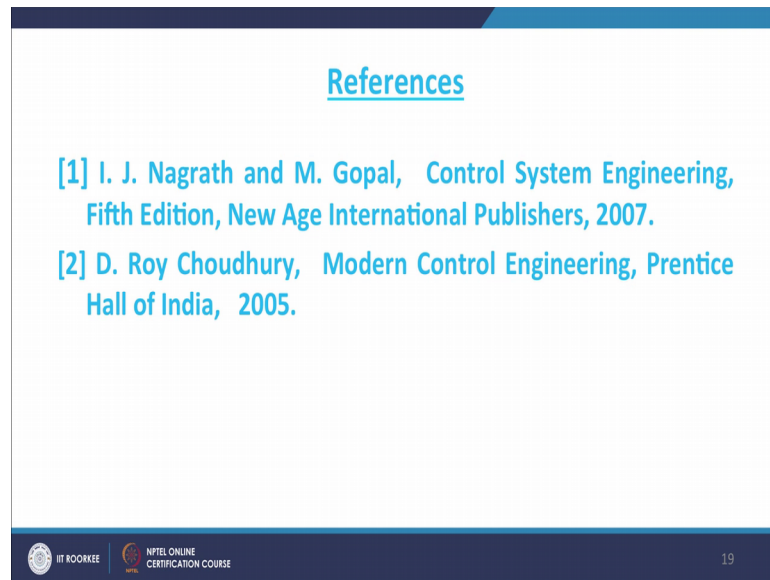 References
[1] I. J. Nagrath and M. Gopal, Control System Engineering,
Fifth Edition, New Age International Publishers, 2007.
[2] D. Roy Choudhury, Modern Control Engineering, Prentice
Hall of India, 2005.
IIT ROORKEE
NPTEL
NPTEL ONLINE
CERTIFICATION COURSE
19